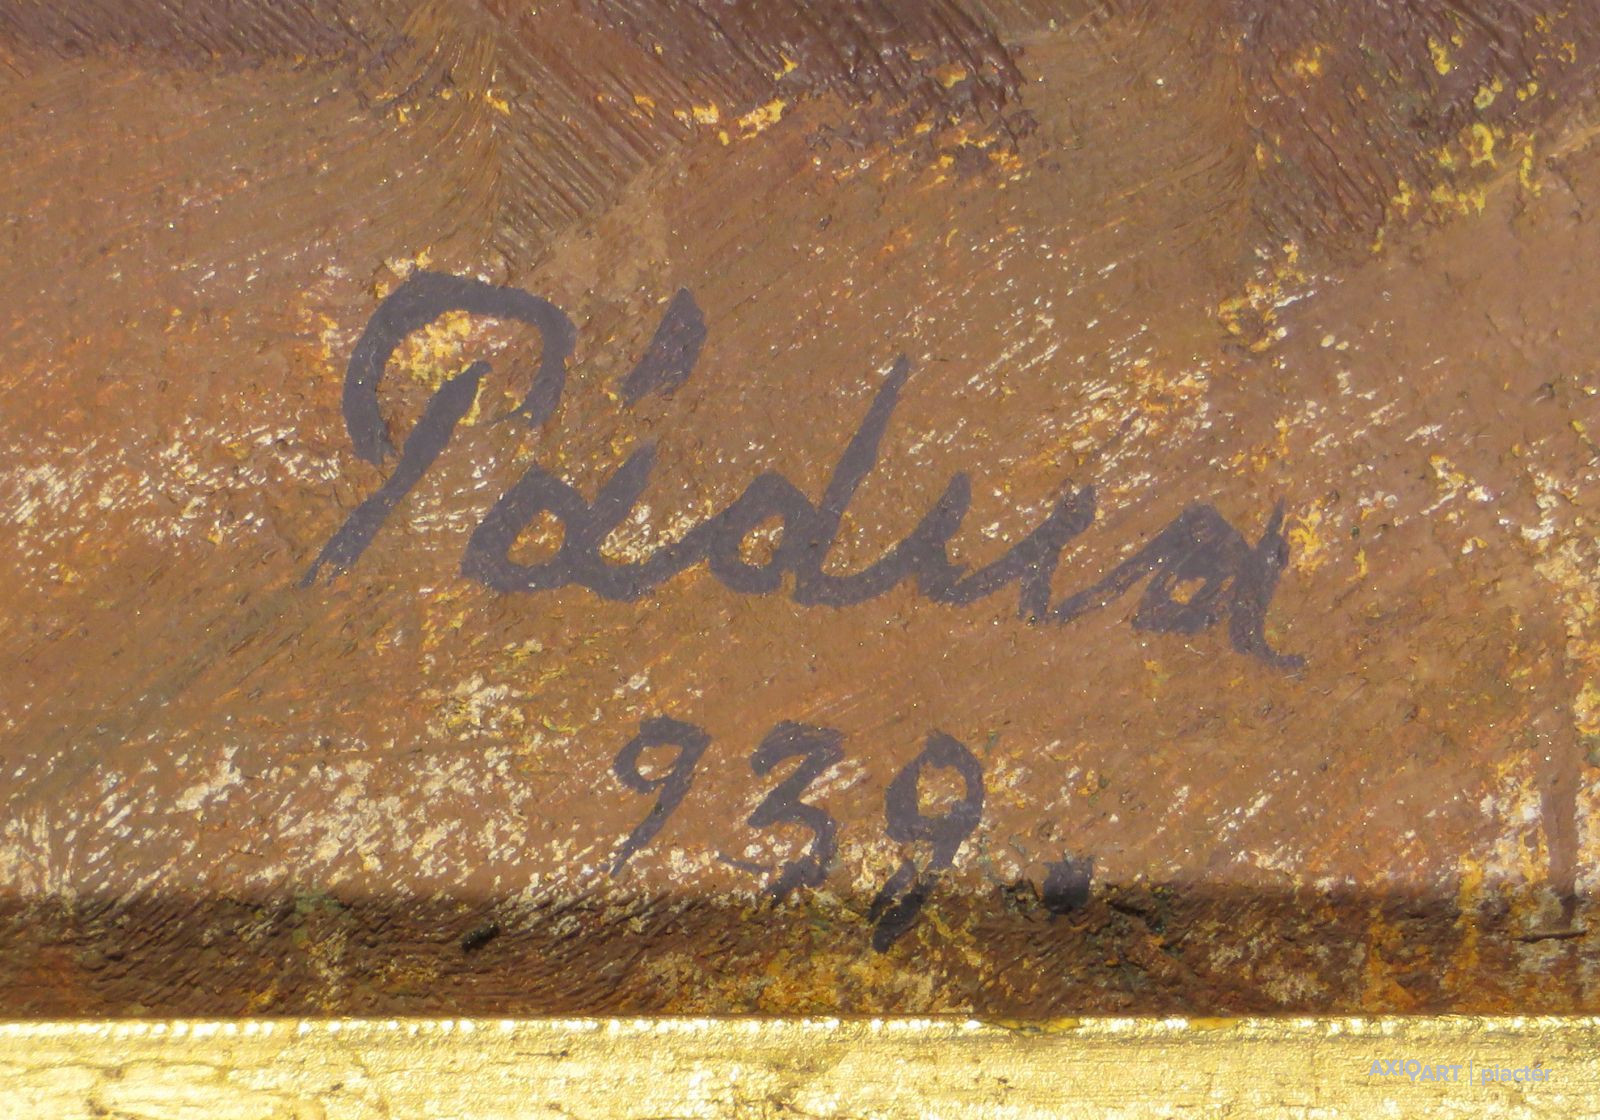 Pádua
939.
AXIOART | piactér